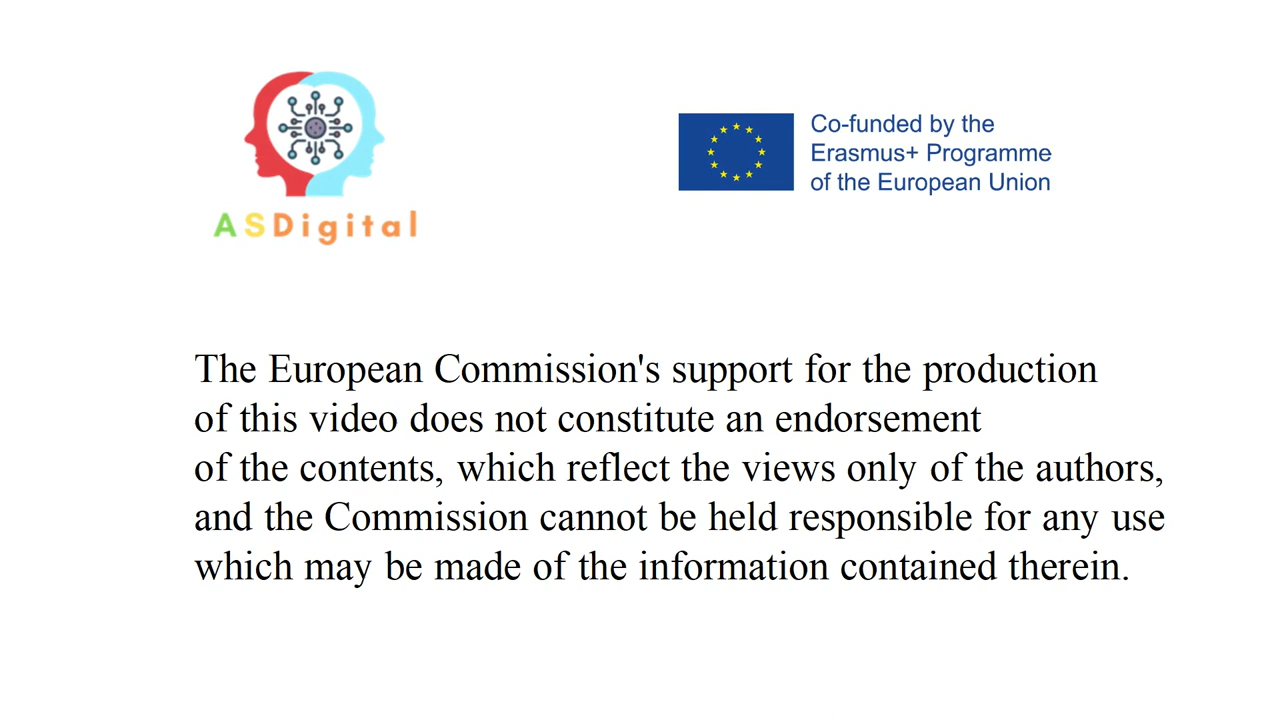 ASDigital
Co-funded by the
Erasmus+ Programme
of the European Union
The European Commission's support for the production
of this video does not constitute an endorsement
of the contents, which reflect the views only of the authors,
and the Commission cannot be held responsible for any use
which may be made of the information contained therein.